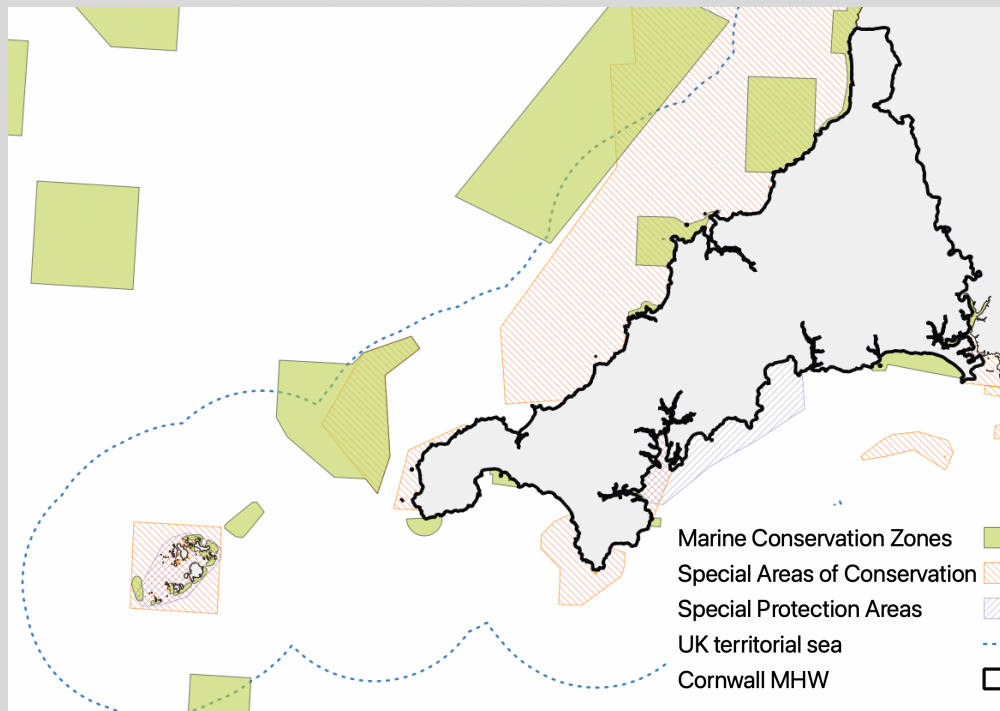 Marine Conservation Zones
Special Areas of Conservation
Special Protection Areas
UK territorial sea
Cornwall MHW